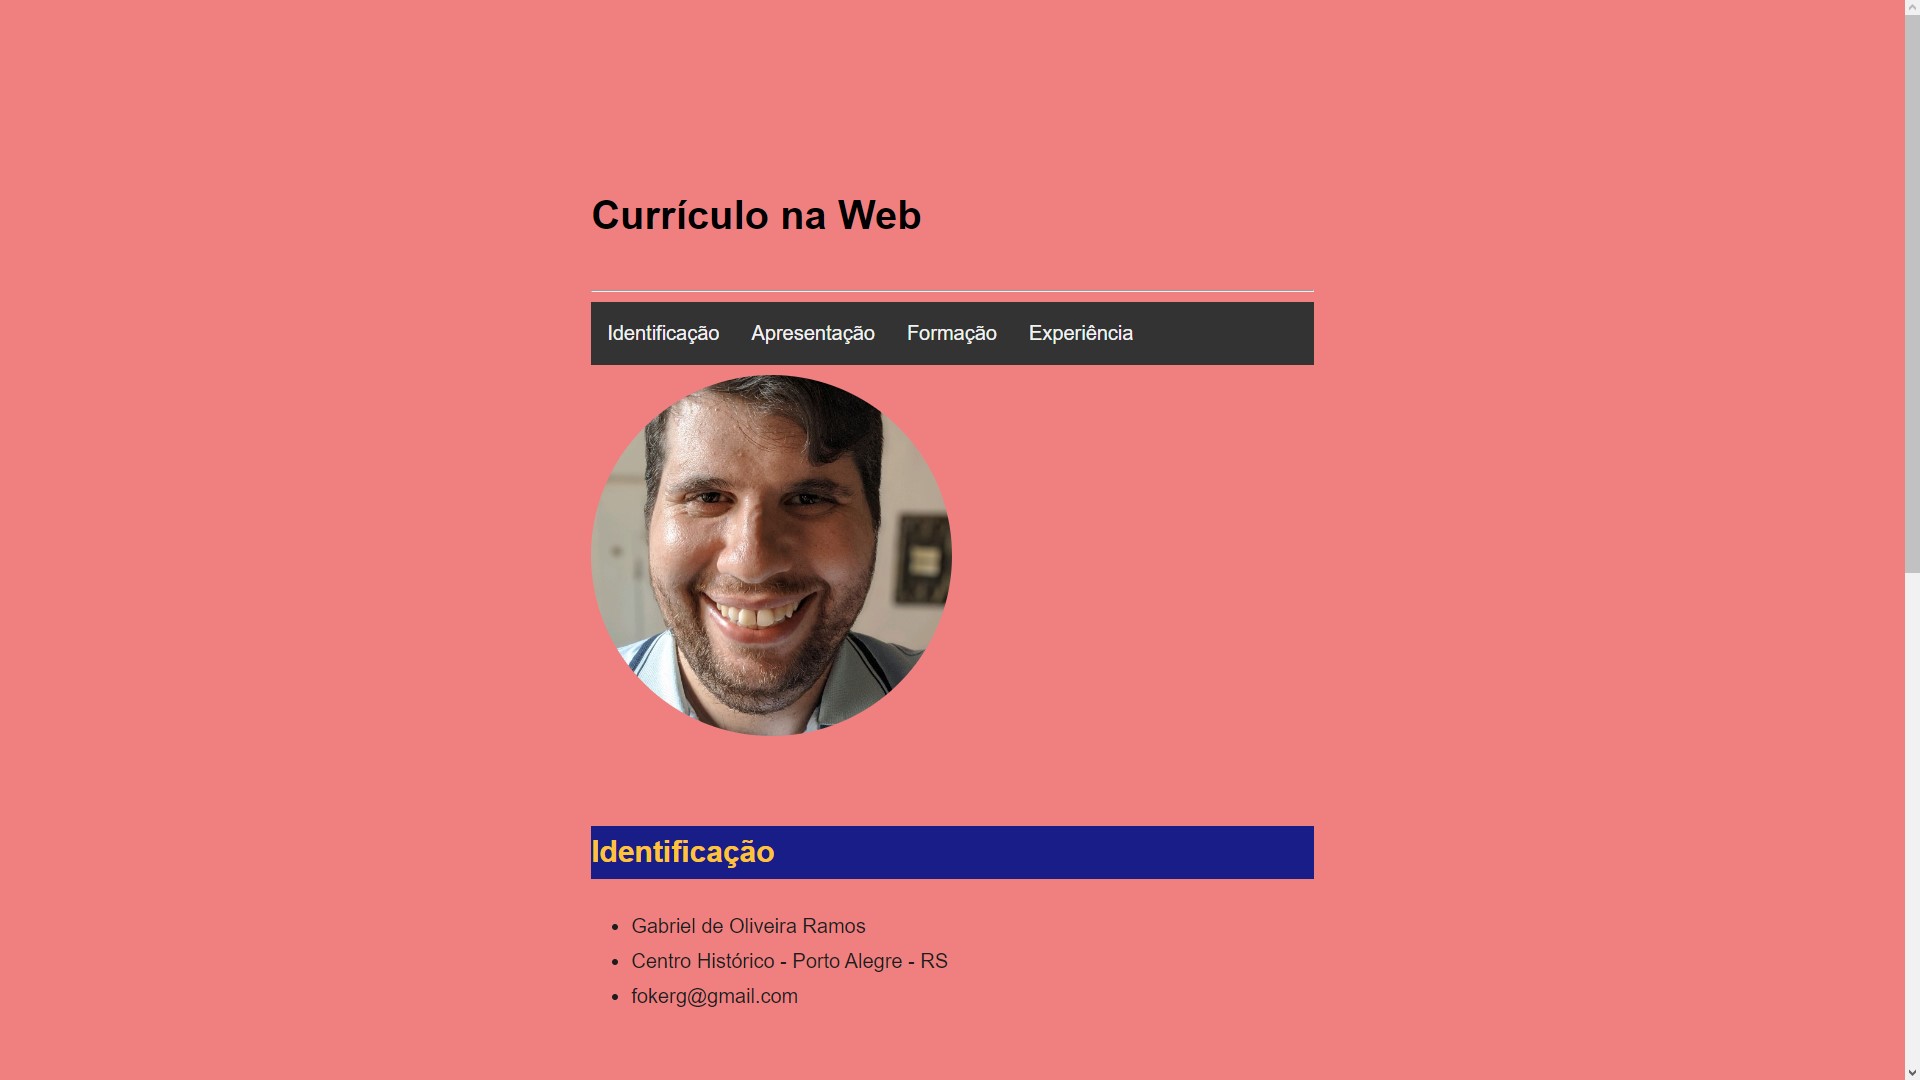 Currículo na Web
Identificação Apresentação Formação Experiência
Identificação
Gabriel de Oliveira Ramos
Centro Histórico - Porto Alegre - RS
fokerg@gmail.com